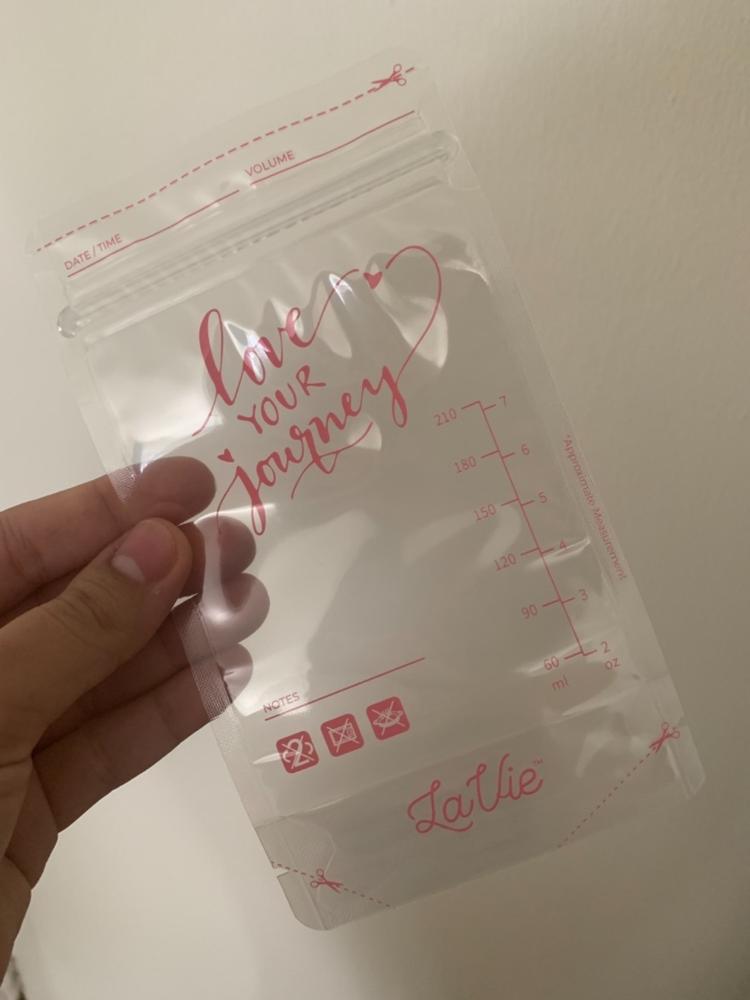 VOLUME
DATE/TIME
love
YOUR
journey
210 7
180 6
150 5
120 4
90 3
60 2
ml oz
*Approximate Measurement
NOTES
2
LaVie™